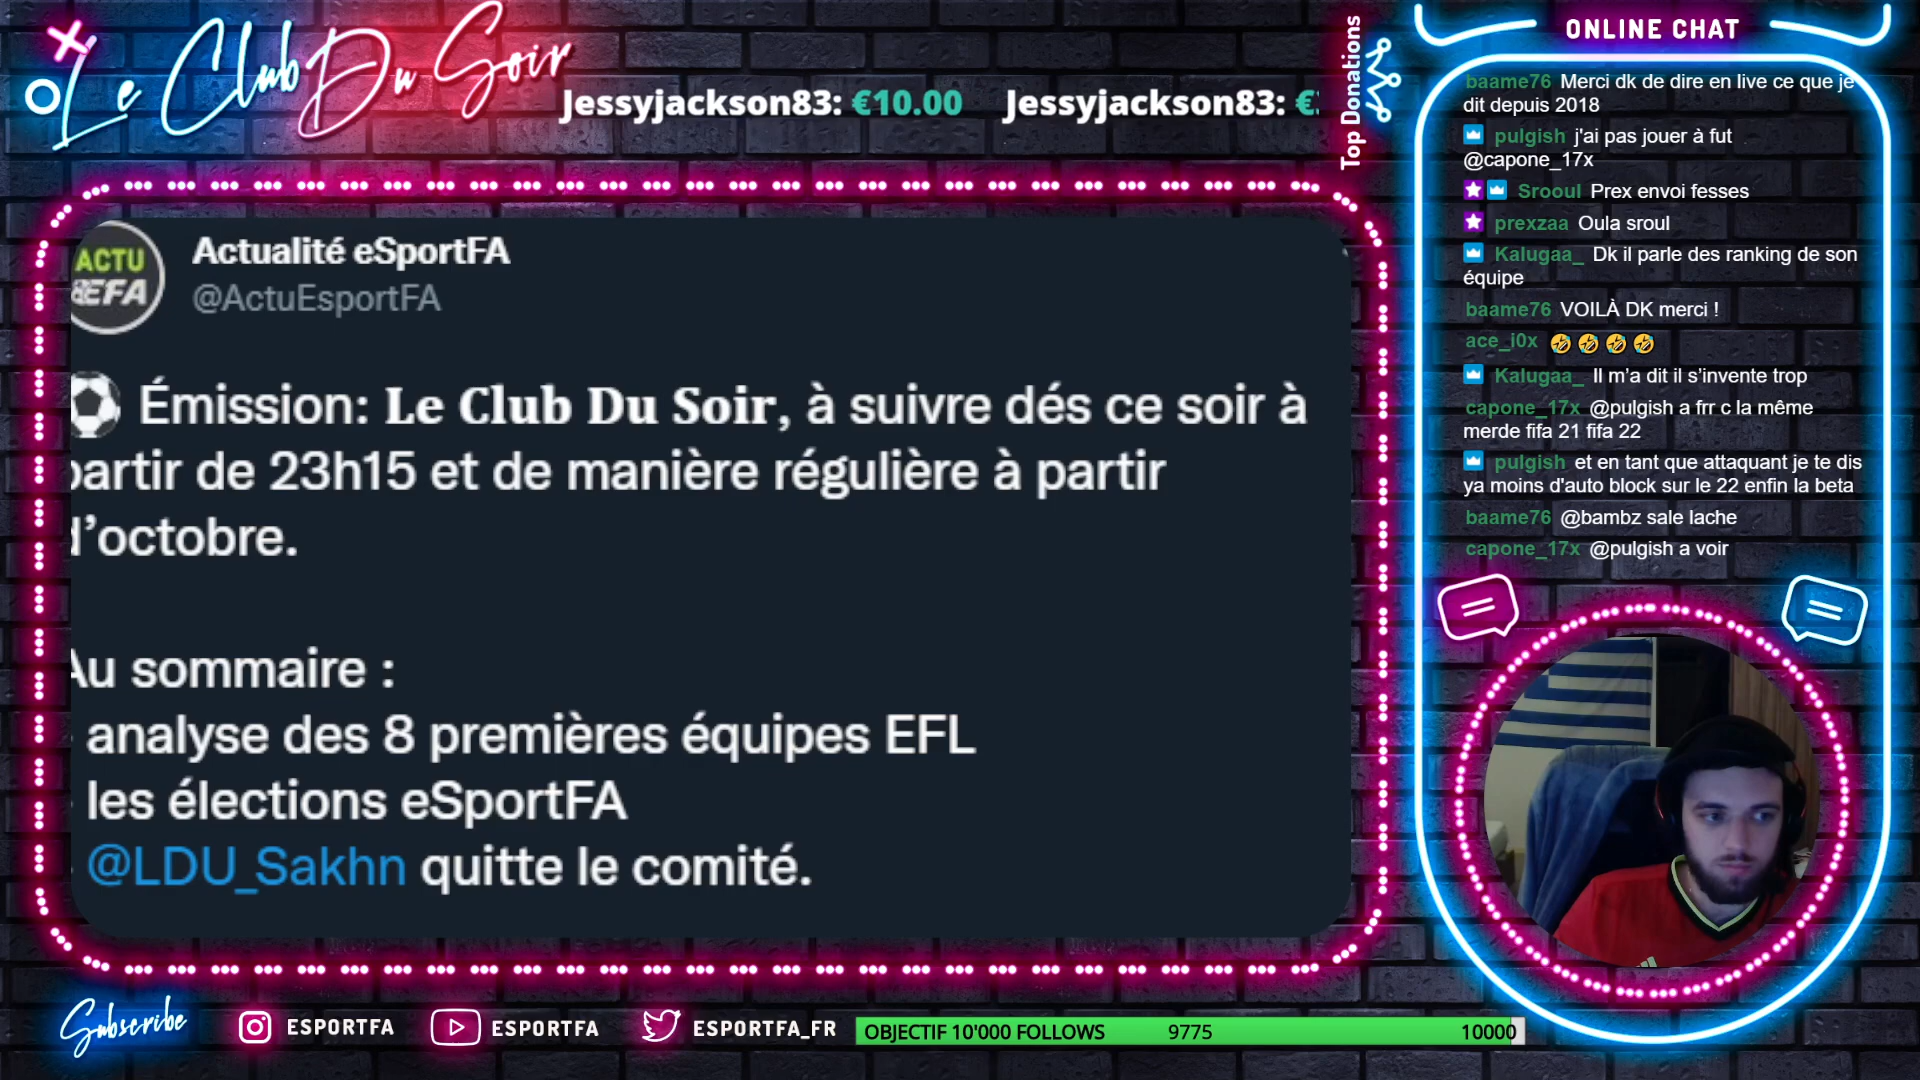 Le Club Du Soir
Jessyjackson83: €10.00 Jessyjackson83: €
Top Donations
ONLINE CHAT
baame76 Merci dk de dire en live ce que je
dit depuis 2018
pulgish j'ai pas jouer à fut
@capone_17x
Srooul Prex envoi fesses
prexzaa Oula sroul
Kalugaa_ Dk il parle des ranking de son
équipe
baame76 VOILÀ DK merci !
ace_i0x 🤣 🤣 🤣 🤣
Kalugaa_ Il m'a dit il s'invente trop
capone_17x @pulgish a frr c la même
merde fifa 21 fifa 22
pulgish et en tant que attaquant je te dis
ya moins d'auto block sur le 22 enfin la beta
baame76 @bambz sale lache
capone_17x @pulgish a voir
ACTU
EFA
Actualité eSportFA
@ActuEsportFA
⚽ Émission: Le Club Du Soir, à suivre dés ce soir à
partir de 23h15 et de manière régulière à partir
d'octobre.
Au sommaire :
analyse des 8 premières équipes EFL
les élections eSportFA
@LDU_Sakhn quitte le comité.
Subscribe
ESPORTFA
ESPORTFA
ESPORTFA_FR
OBJECTIF 10'000 FOLLOWS 9775 10000